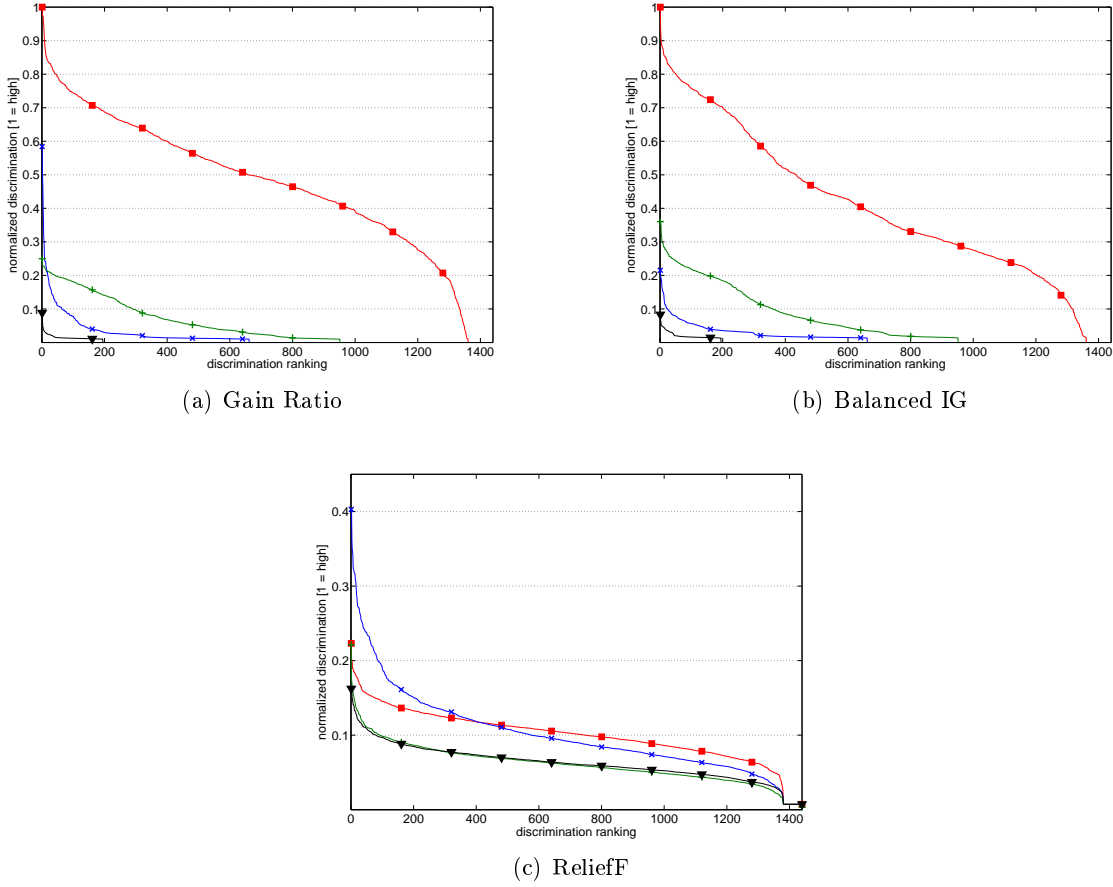 1
0.9
0.8
0.7
0.6
0.5
0.4
0.3
0.2
0.1
normalized discrimination [1 = high]
0 200 400 600 800 1000 1200 1400
discrimination ranking
(a) Gain Ratio
1
0.9
0.8
0.7
0.6
0.5
0.4
0.3
0.2
0.1
normalized discrimination [1 = high]
0 200 400 600 800 1000 1200 1400
discrimination ranking
(b) Balanced IG
0.4
0.3
0.2
0.1
normalized discrimination [1 = high]
0 200 400 600 800 1000 1200 1400
discrimination ranking
(c) ReliefF